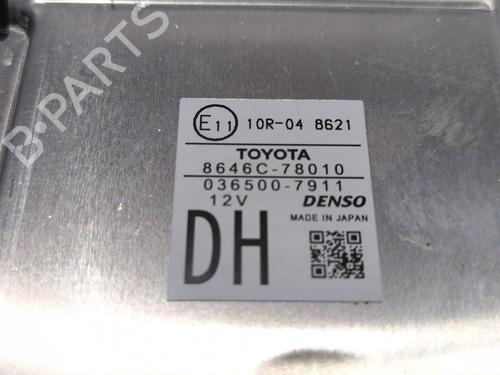 E11 10R-04 8621
TOYOTA
8646C-78010
036500-7911
12V DENSO
MADE IN JAPAN
DH
B-PARTS